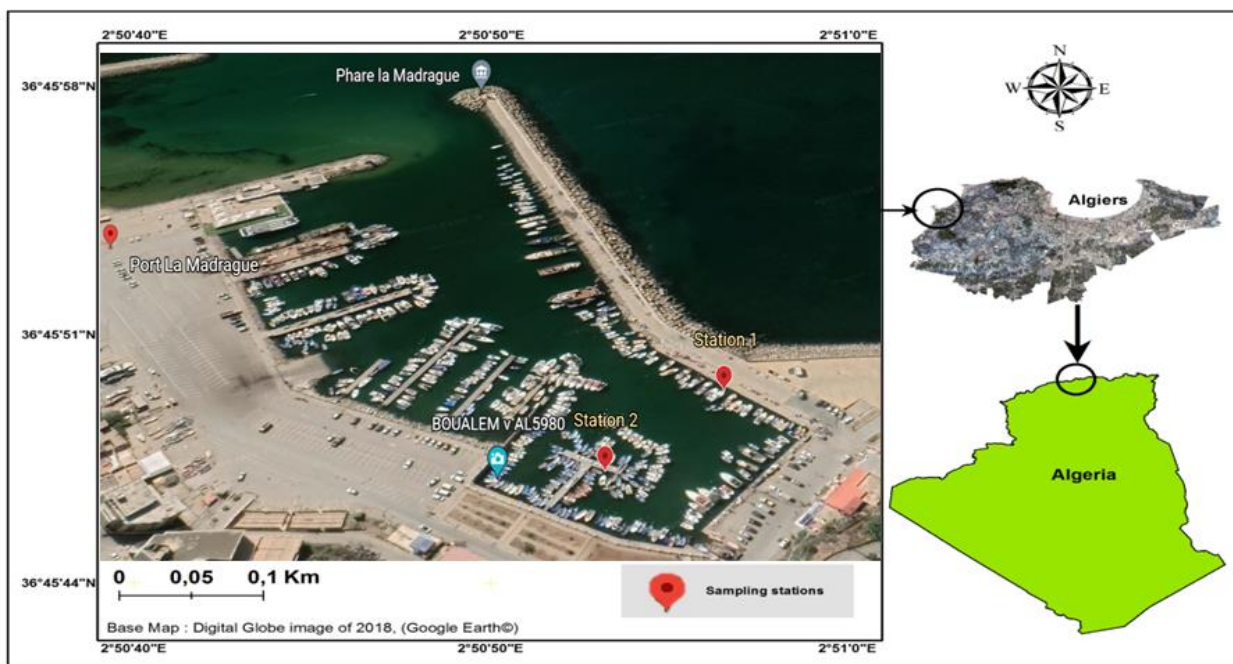 2°50'40"E
2°50'50"E
2°51'0"E
36°45'58"N
Phare la Madrague
Port La Madrague
36°45'51"N
Station 1
BOUALEM v AL5980
Station 2
36°45'44"N
0 0,05 0,1 Km
Sampling stations
Base Map : Digital Globe image of 2018, (Google Earth©)
2°50'40"E
2°50'50"E
2°51'0"E
N
W E
S
Algiers
Algeria